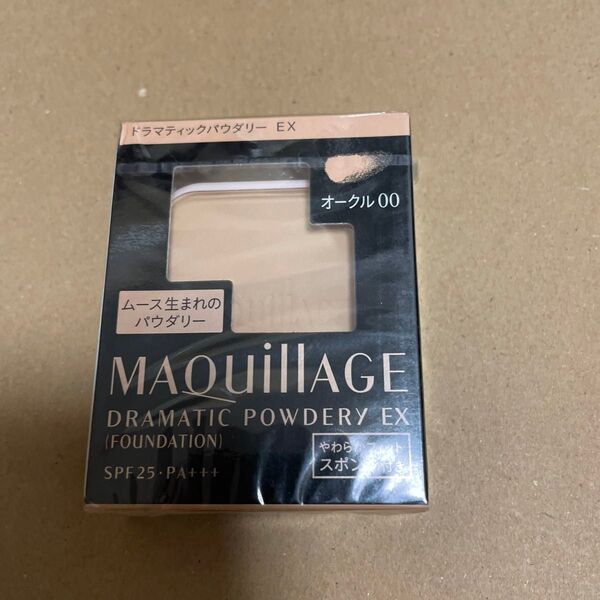 ドラマティックパウダリー EX
オークル00
ムース生まれの
パウダリー
MAQuillAGE
DRAMATIC POWDERY EX
(FOUNDATION)
SPF25・PA+++
スポンジ付き